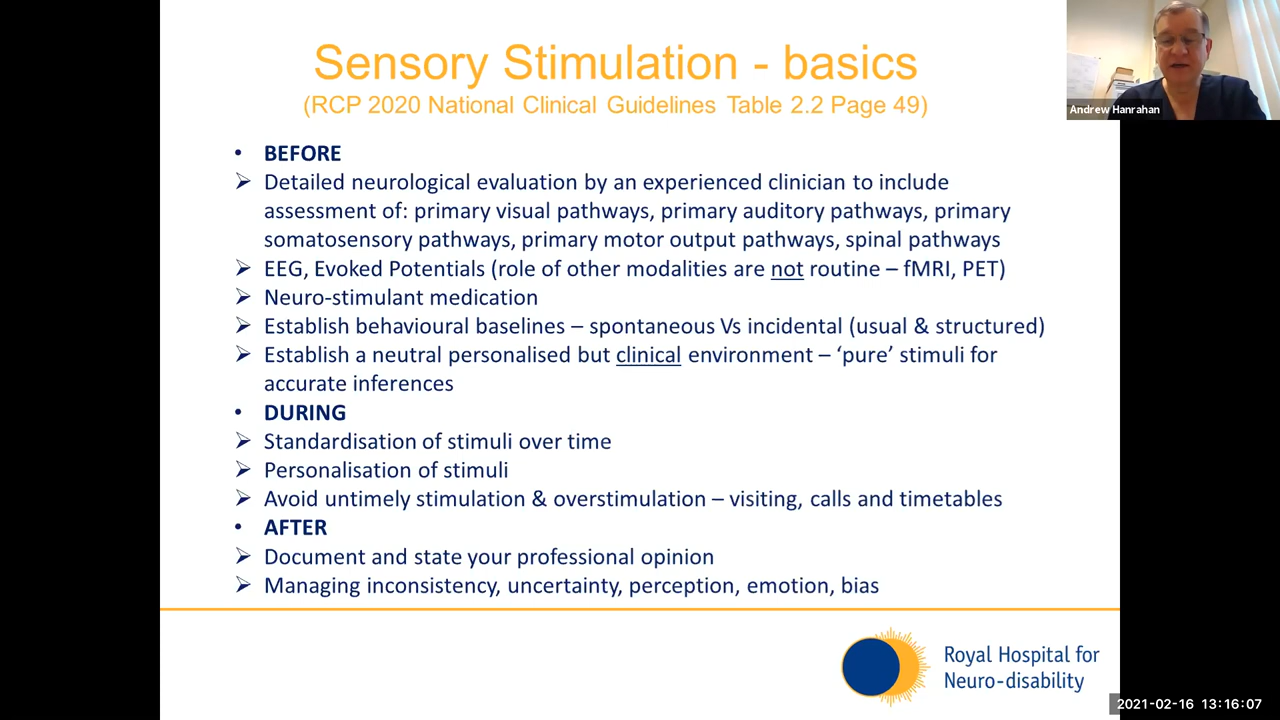 Sensory Stimulation - basics
(RCP 2020 National Clinical Guidelines Table 2.2 Page 49)
Andrew Hanrahan
• BEFORE
➢ Detailed neurological evaluation by an experienced clinician to include
assessment of: primary visual pathways, primary auditory pathways, primary
somatosensory pathways, primary motor output pathways, spinal pathways
➢ EEG, Evoked Potentials (role of other modalities are not routine – fMRI, PET)
➢ Neuro-stimulant medication
➢ Establish behavioural baselines – spontaneous Vs incidental (usual & structured)
➢ Establish a neutral personalised but clinical environment – ‘pure’ stimuli for
accurate inferences
• DURING
➢ Standardisation of stimuli over time
➢ Personalisation of stimuli
➢ Avoid untimely stimulation & overstimulation – visiting, calls and timetables
• AFTER
➢ Document and state your professional opinion
➢ Managing inconsistency, uncertainty, perception, emotion, bias
Royal Hospital for
Neuro-disability
2021-02-16 13:16:07